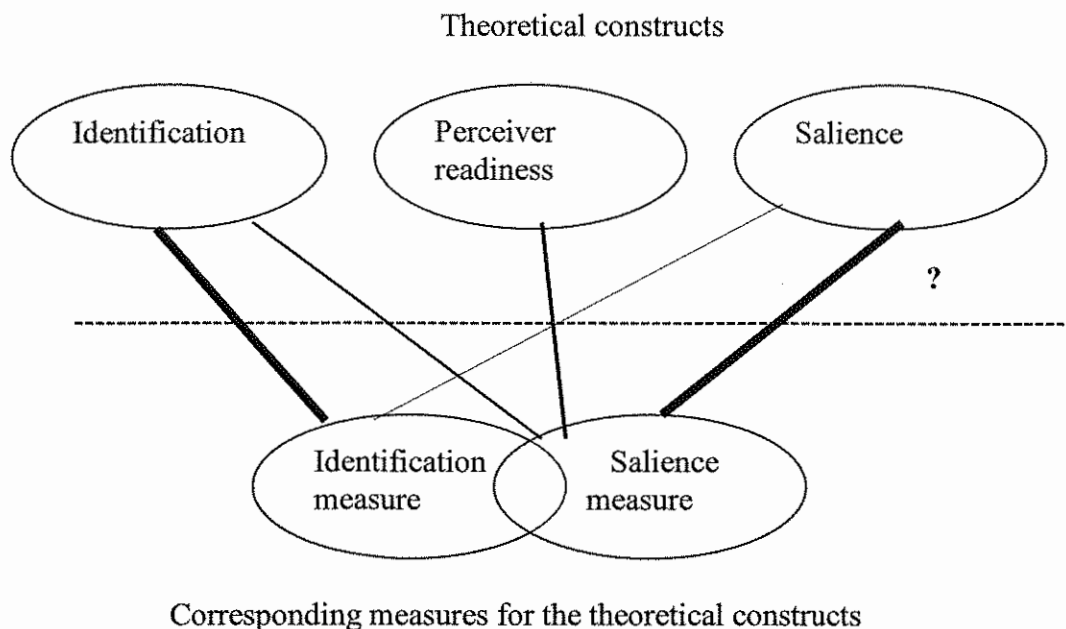 Theoretical constructs
Identification
Perceiver
readiness
Salience
?
Identification
measure
Salience
measure
Corresponding measures for the theoretical constructs